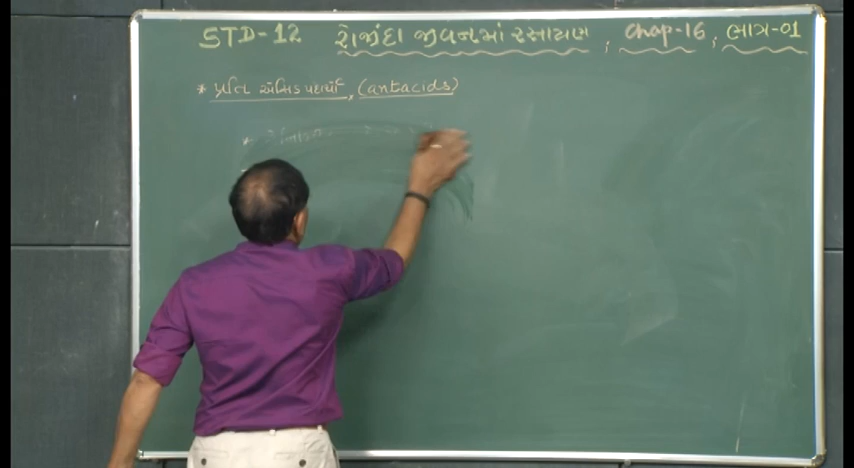 STD-12 રોજીંદા જીવનમાં રસાયણ, Chap-16, ભાગ-01
* પ્રતિ એસિડ પદાર્થો, (antacids)